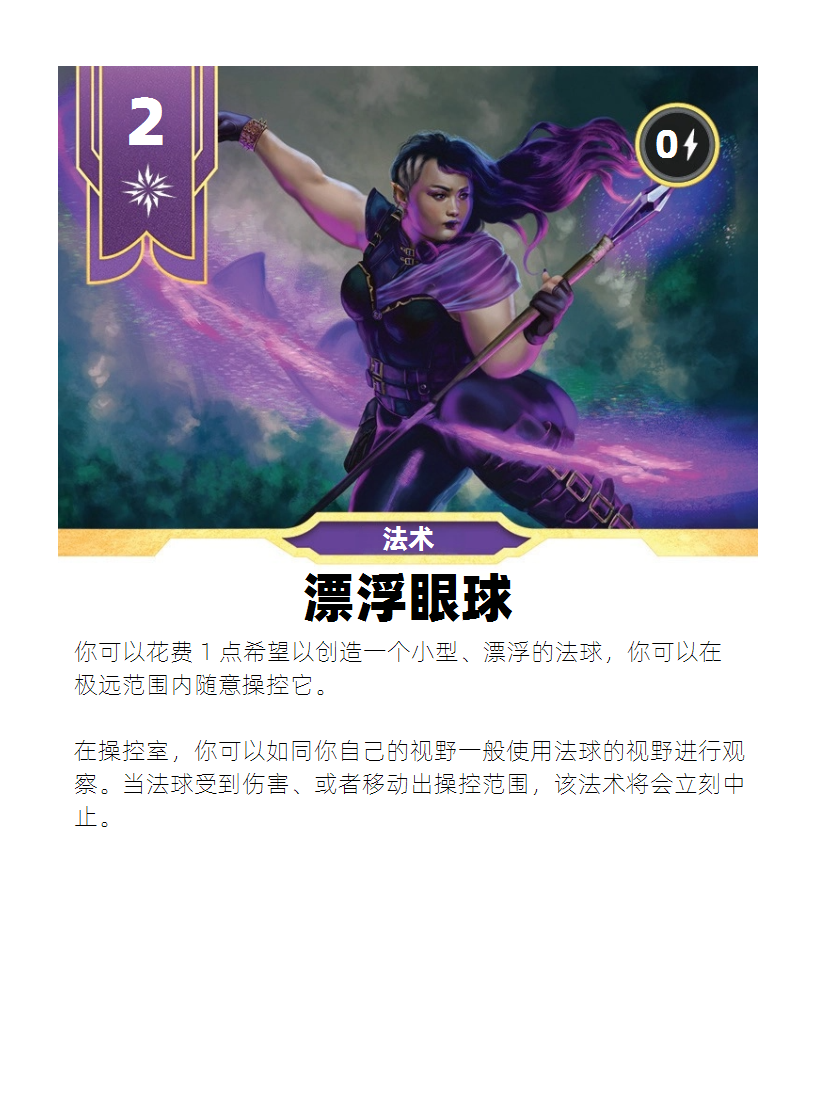 2
0
法术
漂浮眼球
你可以花费 1 点希望以创造一个小型、漂浮的法球，你可以在
极远范围内随意操控它。
在操控室，你可以如同你自己的视野一般使用法球的视野进行观
察。当法球受到伤害、或者移动出操控范围，该法术将会立刻中
止。